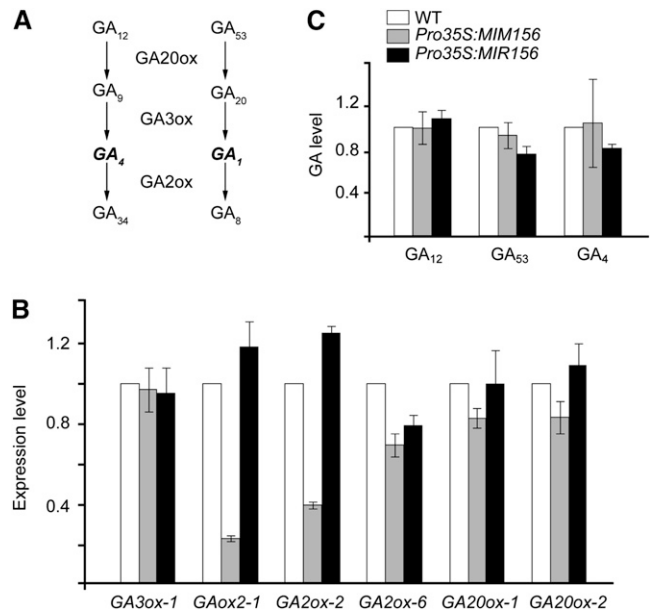 A
GA12 GA53
GA20ox
GA9 GA20
GA3ox
GA4 GA1
GA2ox
GA34 GA8
C
WT
Pro35S:MIM156
Pro35S:MIR156
GA level
1.2
0.8
0.4
GA12 GA53 GA4
B
Expression level
1.2
0.8
0.4
GA3ox-1 GAox2-1 GA2ox-2 GA2ox-6 GA20ox-1 GA20ox-2